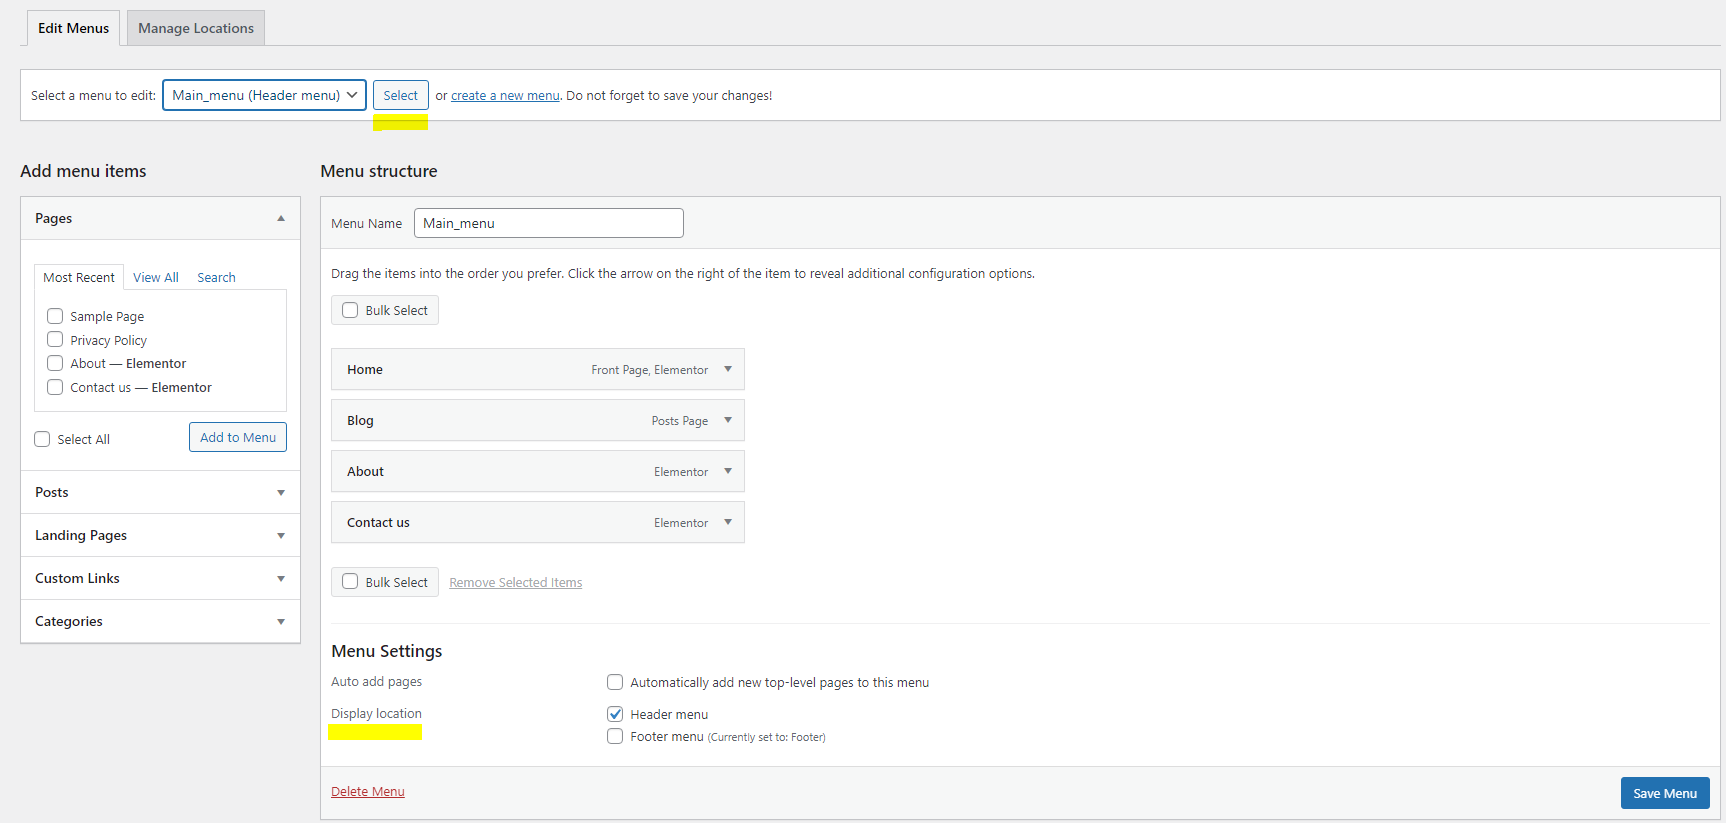 Edit Menus Manage Locations
Select a menu to edit: Main_menu (Header menu) Select or create a new menu. Do not forget to save your changes!
Add menu items
Pages
Most Recent View All Search
Sample Page
Privacy Policy
About — Elementor
Contact us — Elementor
Select All Add to Menu
Posts
Landing Pages
Custom Links
Categories
Menu structure
Menu Name Main_menu
Drag the items into the order you prefer. Click the arrow on the right of the item to reveal additional configuration options.
Bulk Select
Home Front Page, Elementor
Blog Posts Page
About Elementor
Contact us Elementor
Bulk Select Remove Selected Items
Menu Settings
Auto add pages Automatically add new top-level pages to this menu
Display location Header menu
Footer menu (Currently set to: Footer)
Delete Menu Save Menu